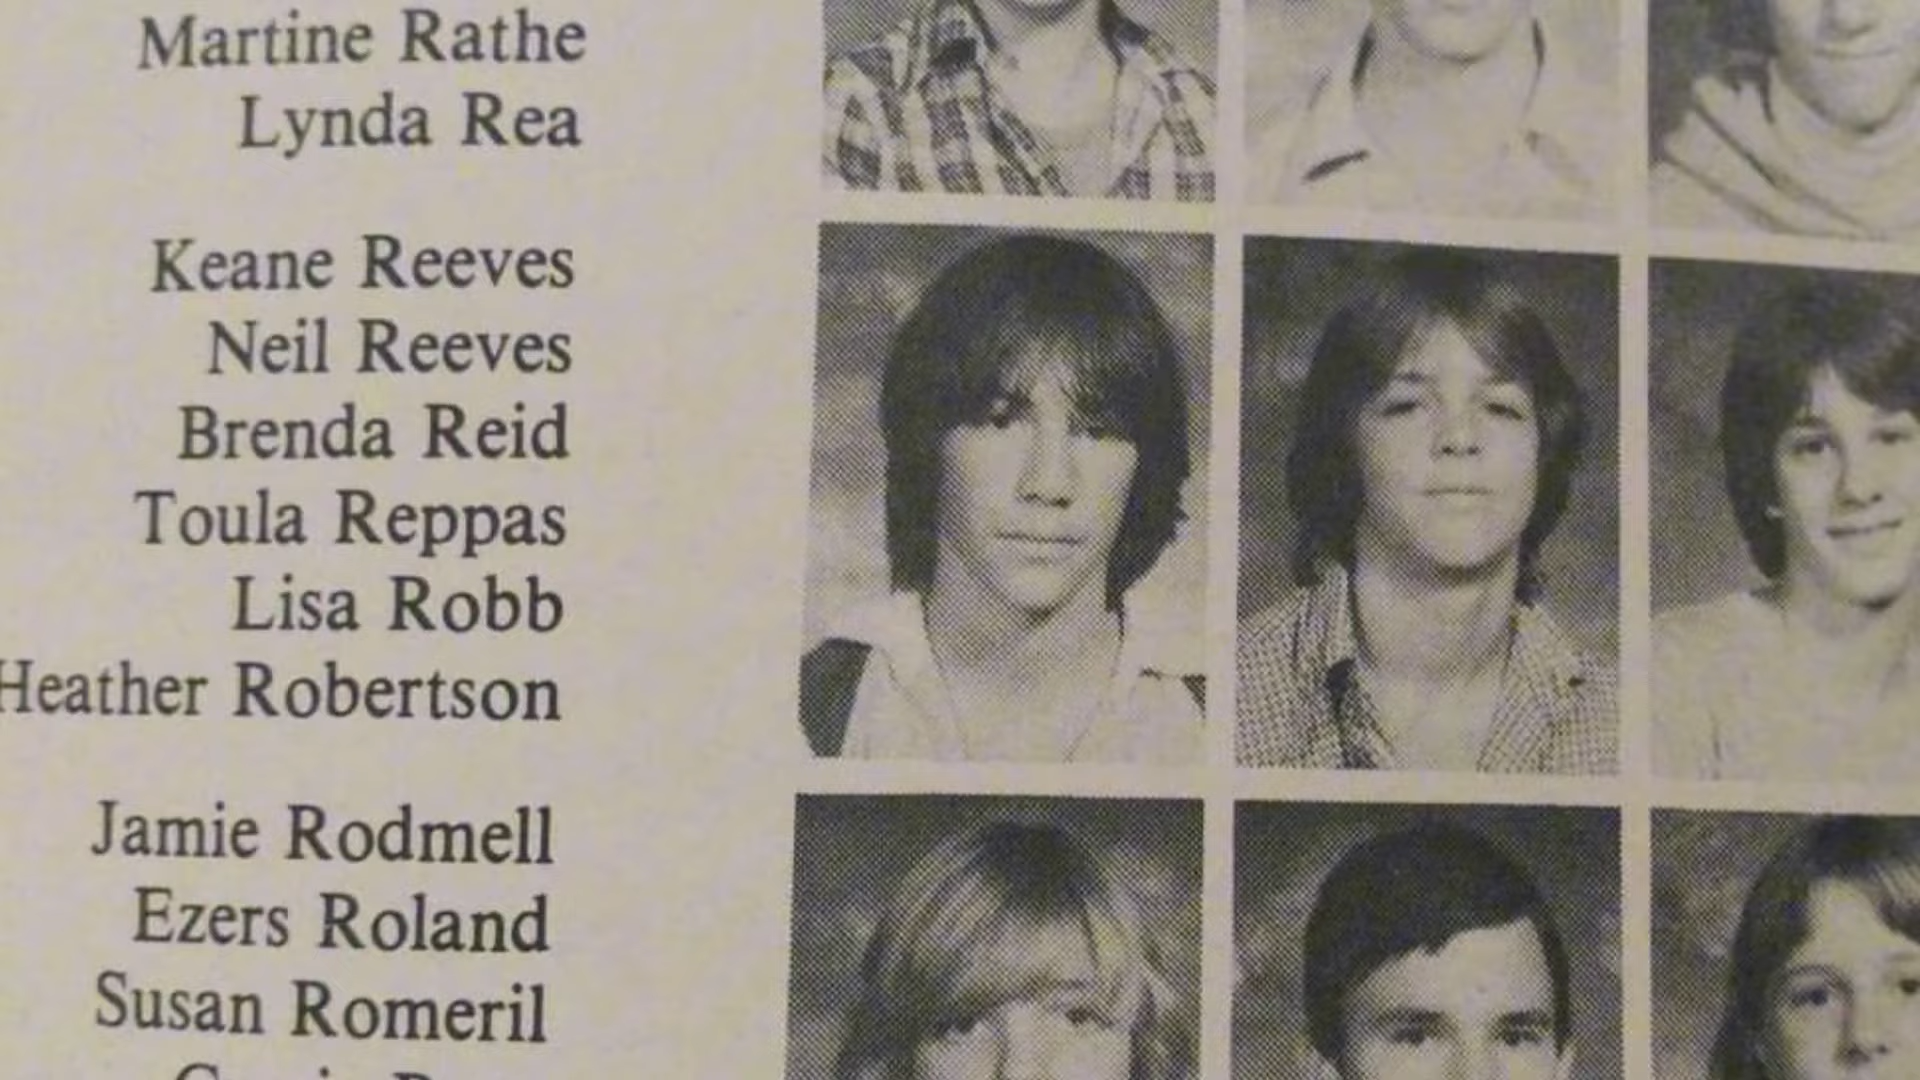 Martine Rathe
Lynda Rea
Keane Reeves
Neil Reeves
Brenda Reid
Toula Reppas
Lisa Robb
Heather Robertson
Jamie Rodmell
Ezers Roland
Susan Romeril